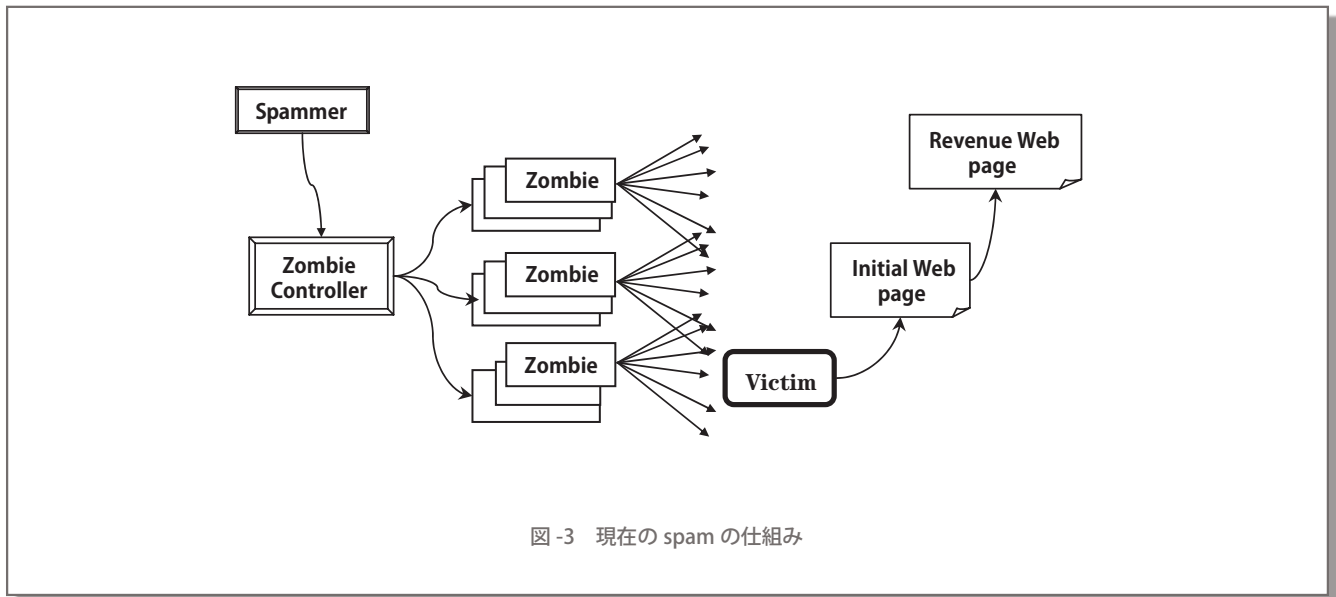 Spammer
Zombie
Controller
Zombie
Zombie
Zombie
Victim
Initial Web
page
Revenue Web
page
図 -3　現在の spam の仕組み